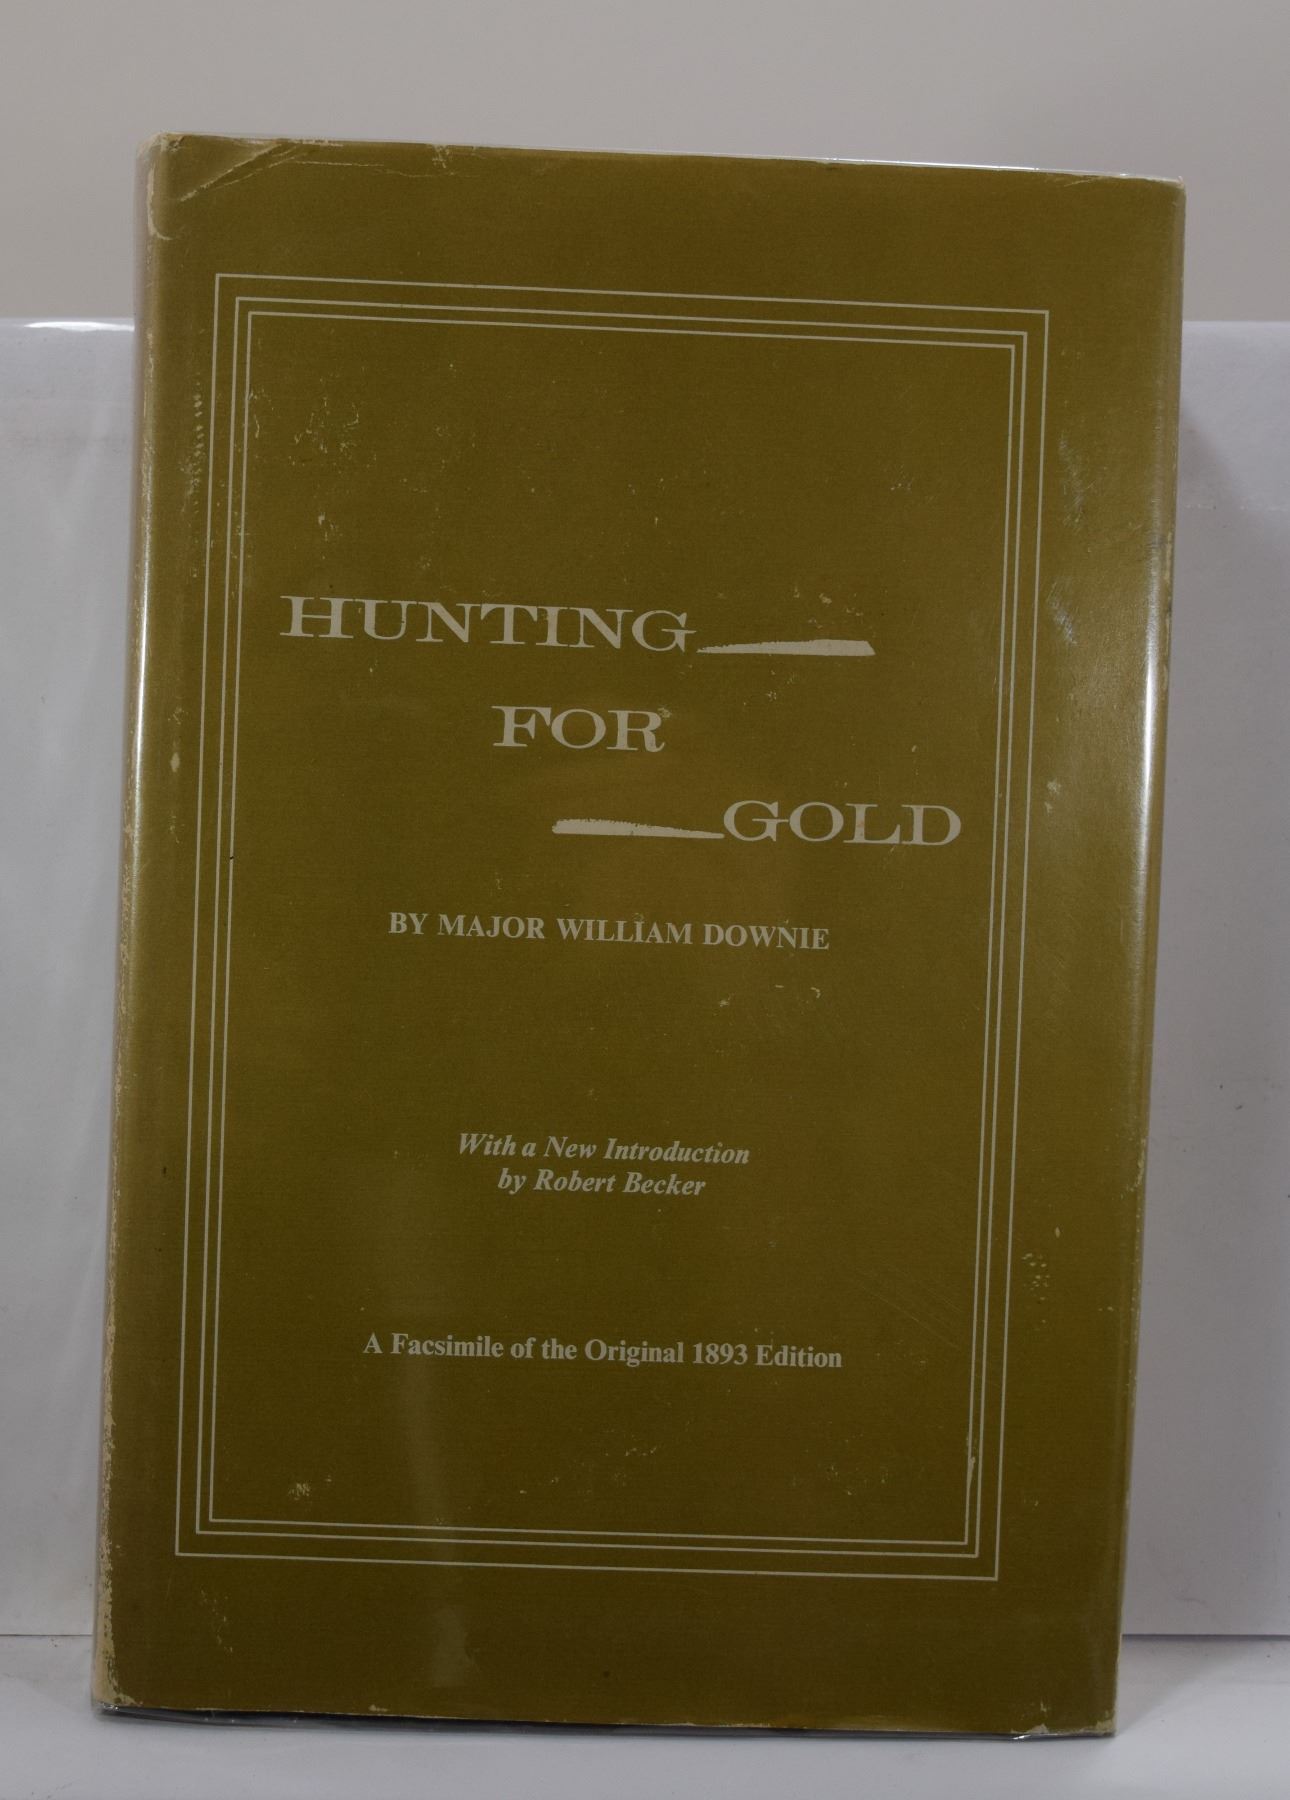 HUNTING
FOR
GOLD
BY MAJOR WILLIAM DOWNIE
With a New Introduction
by Robert Becker
A Facsimile of the Original 1893 Edition